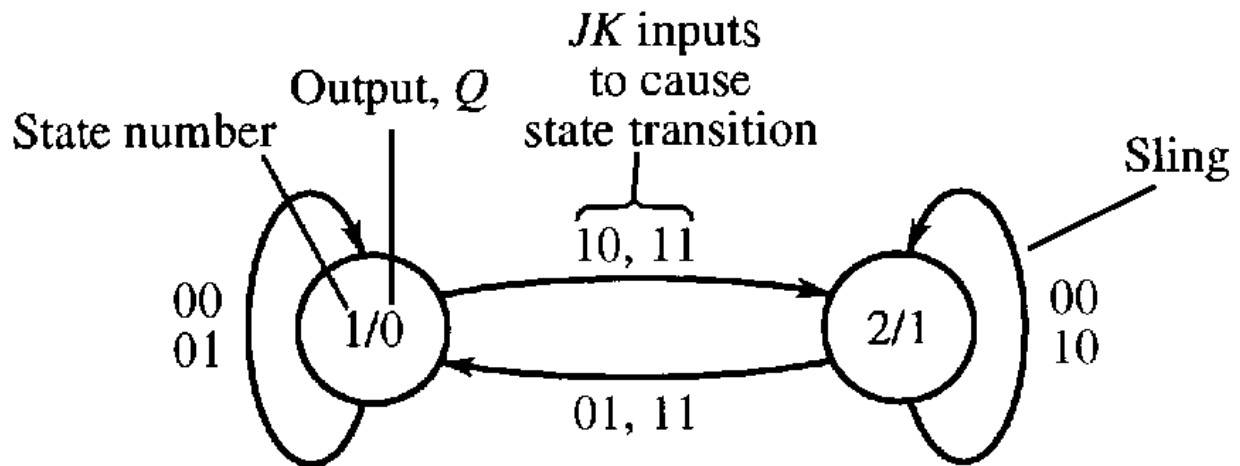 JK inputs
to cause
state transition
Output, Q
State number
Sling
10, 11
00
01
1/0
2/1
00
10
01, 11